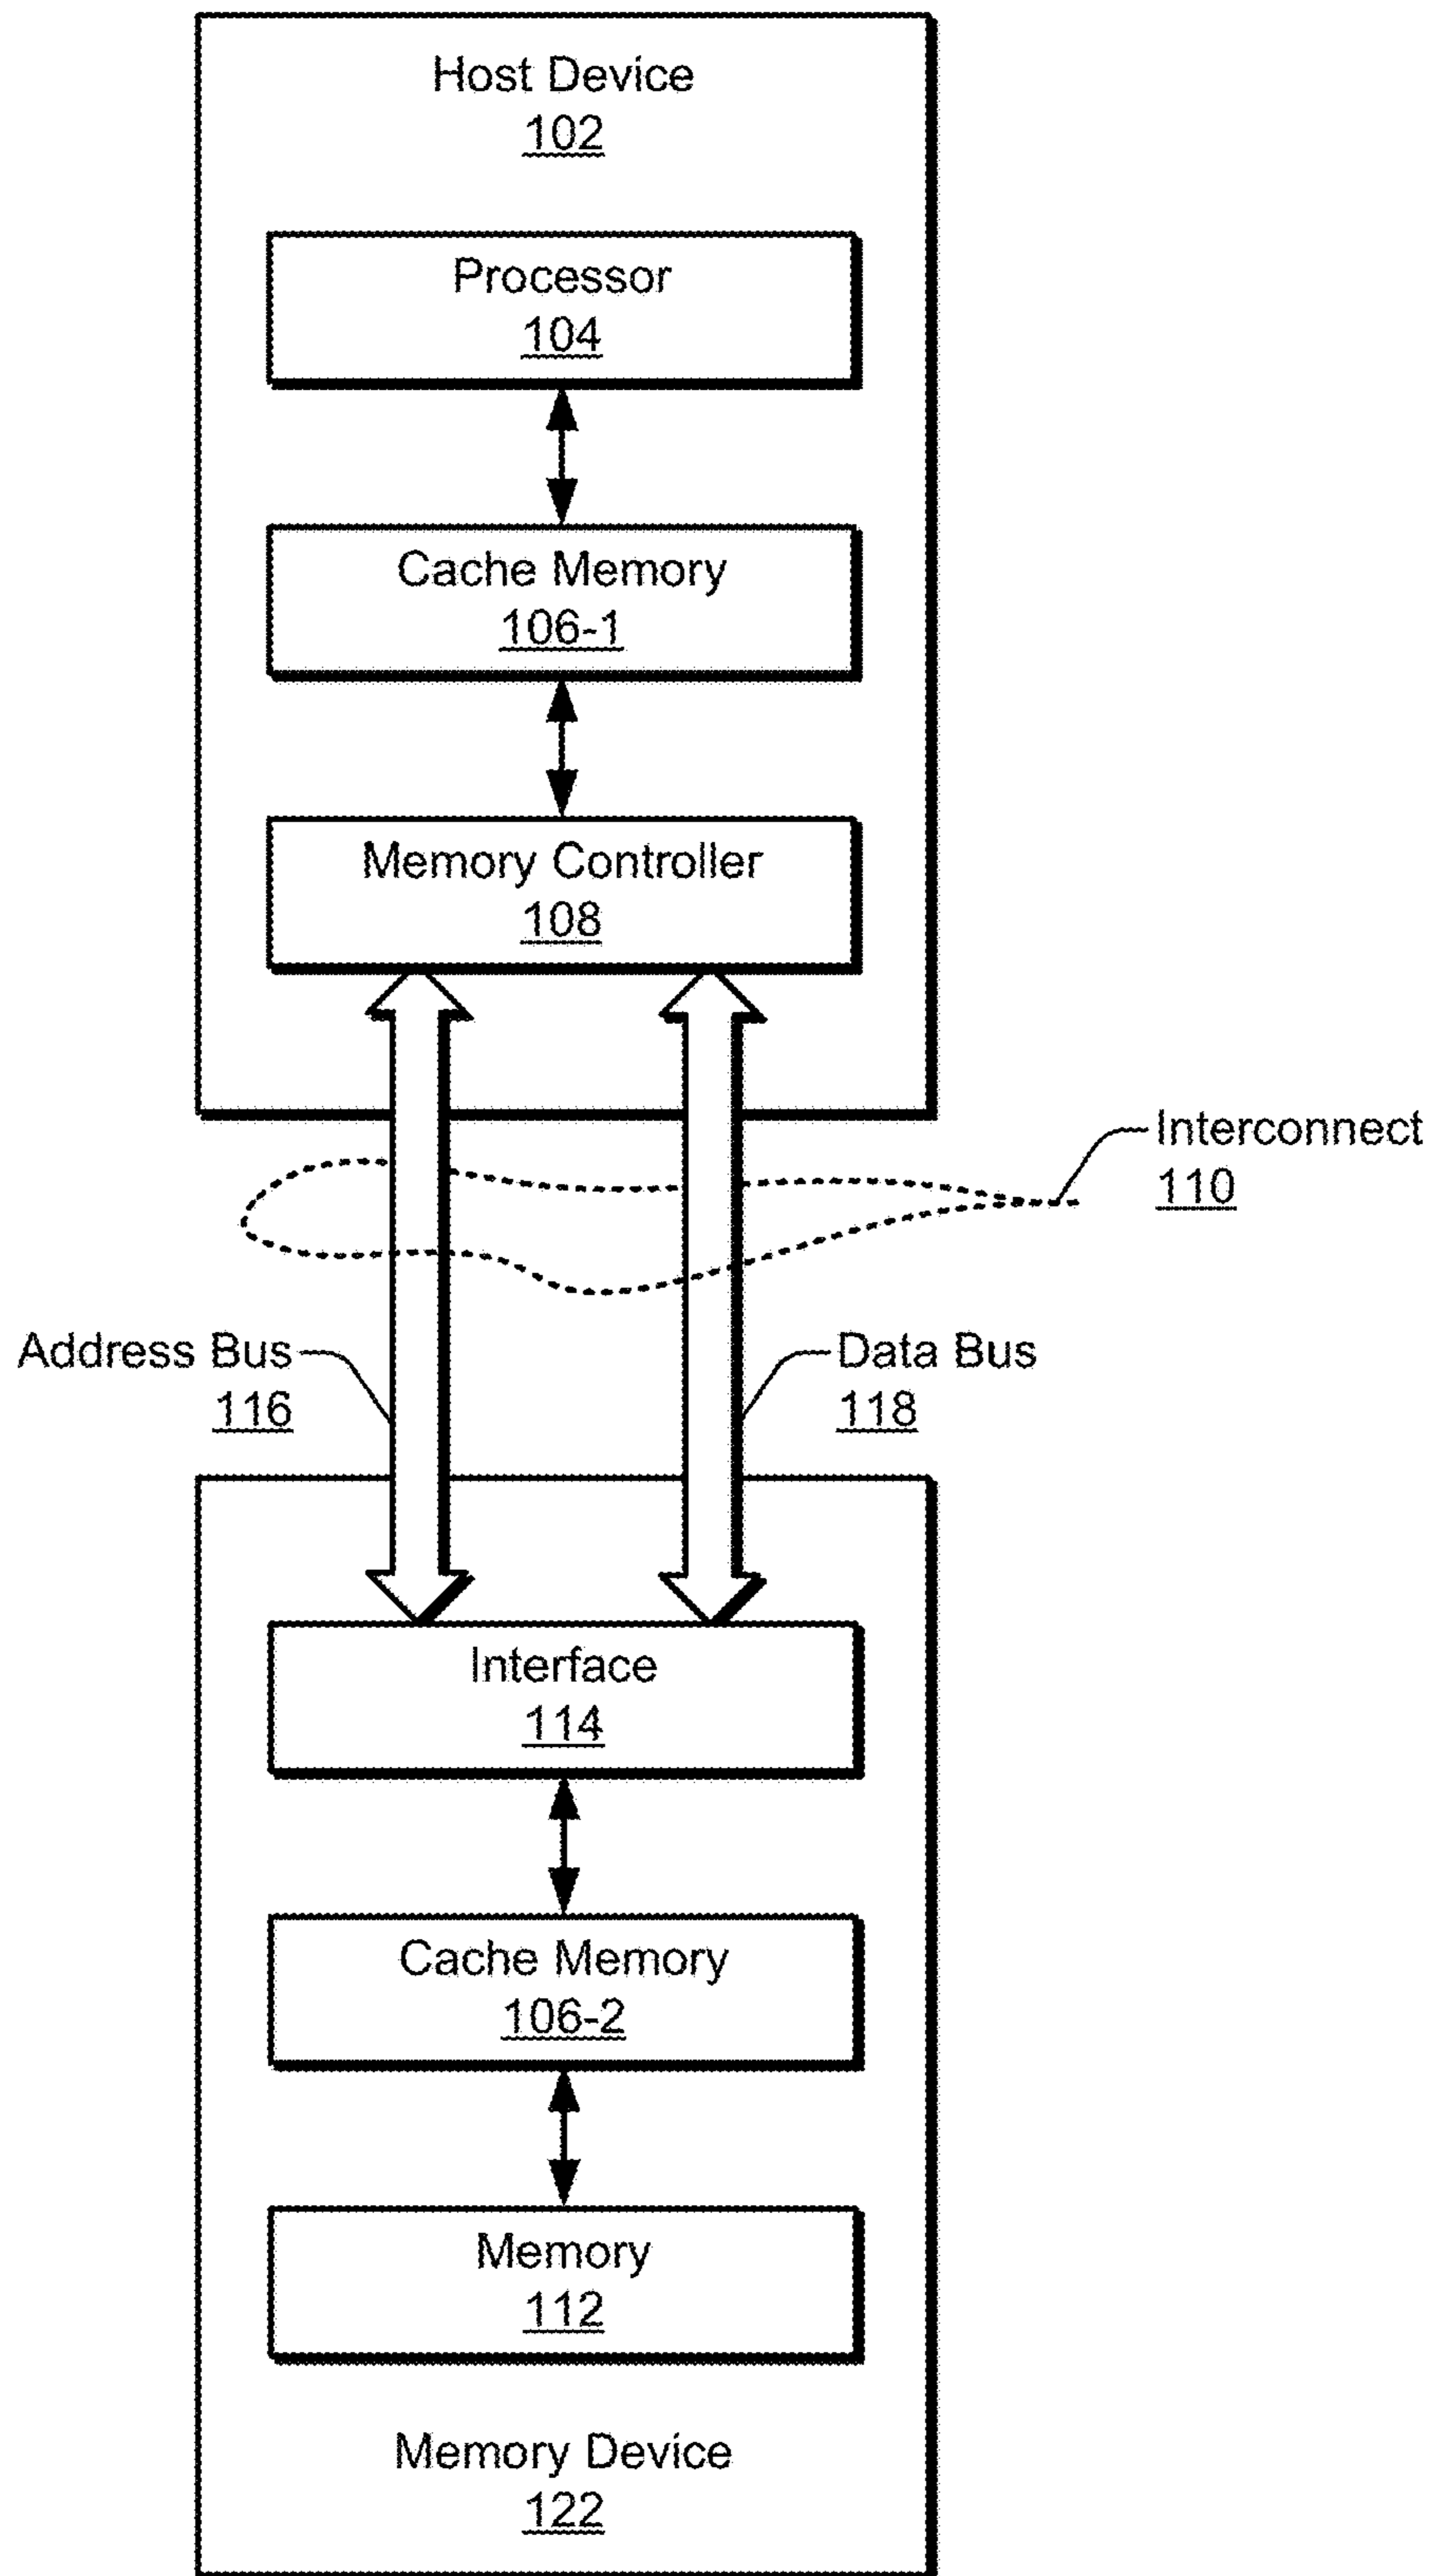 Host Device
102
Processor
104
Cache Memory
106-1
Memory Controller
108
Interconnect
110
Address Bus
116
Data Bus
118
Interface
114
Cache Memory
106-2
Memory
112
Memory Device
122